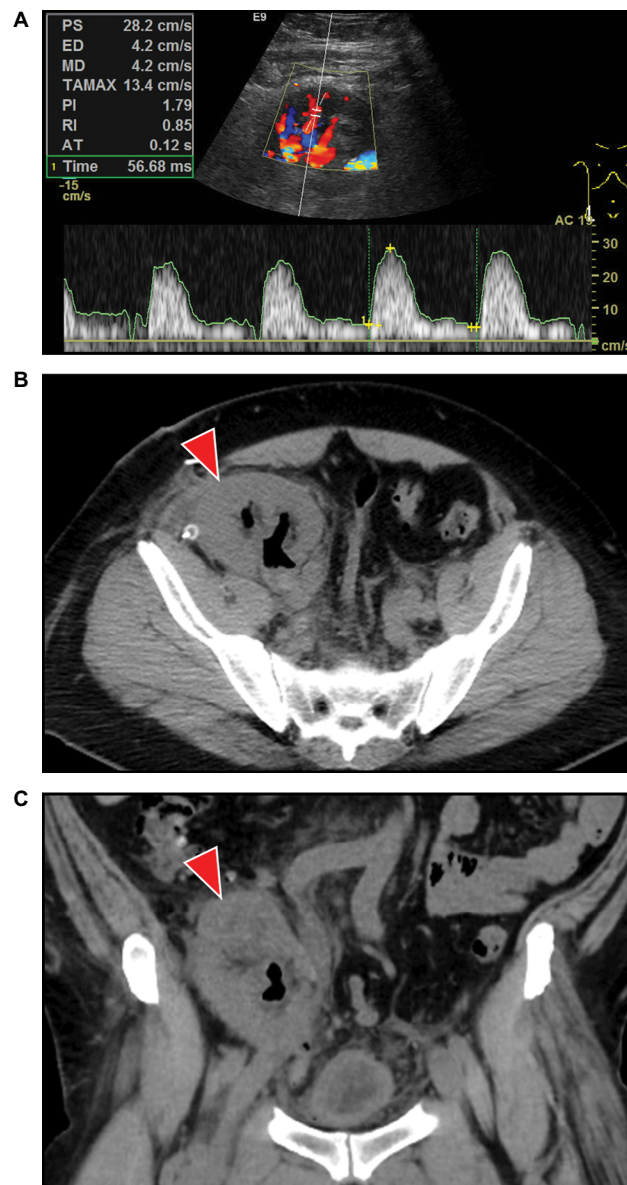 A
E9
PS 28.2 cm/s
ED 4.2 cm/s
MD 4.2 cm/s
TAMAX 13.4 cm/s
PI 1.79
RI 0.85
AT 0.12 s
1 Time 56.68 ms
-15
cm/s
AC 19
30
20
10
1
cm/s
B
C